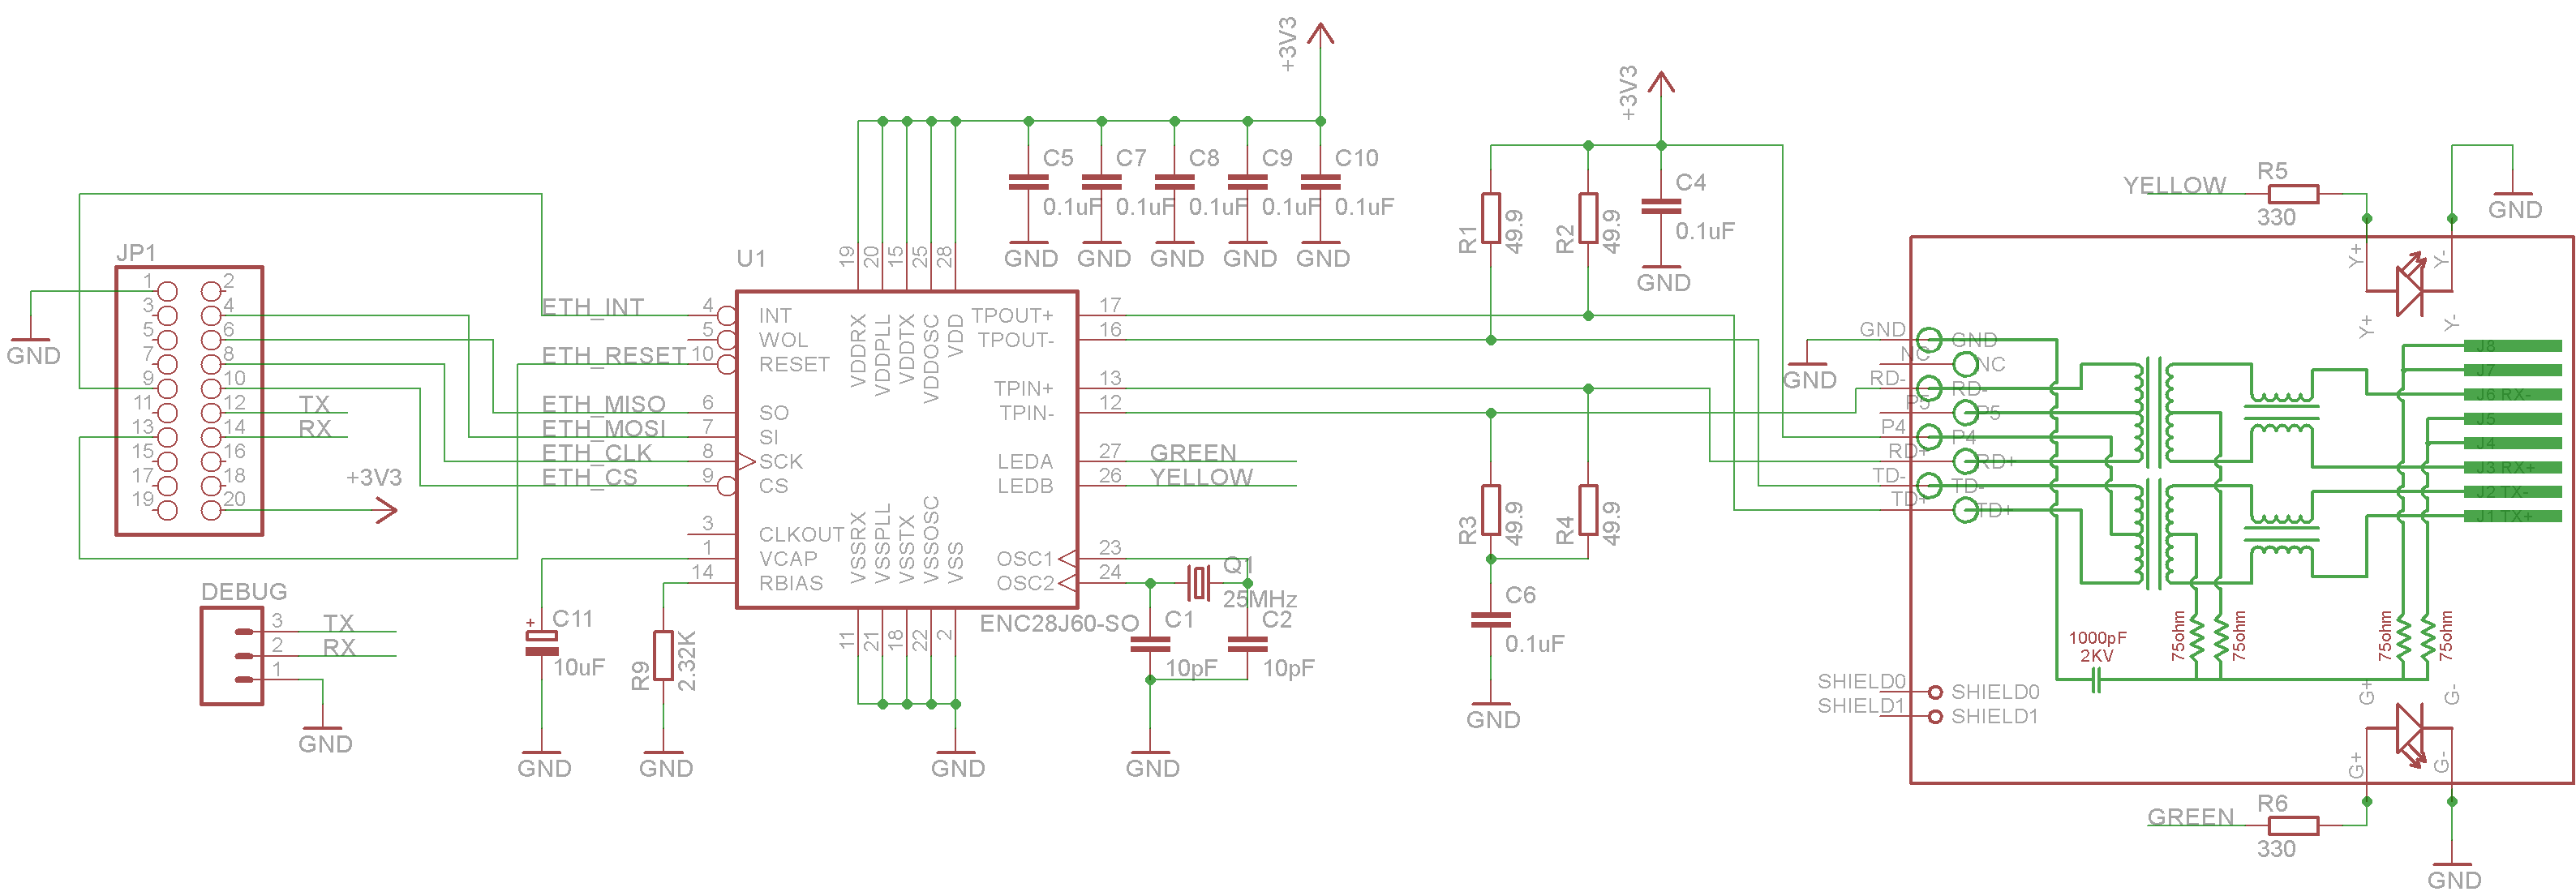 +3V3
+3V3
C5
0.1uF
GND
C7
0.1uF
GND
C8
0.1uF
GND
C9
0.1uF
GND
C10
0.1uF
GND
R1
49.9
R2
49.9
C4
0.1uF
GND
YELLOW
R5
330
GND
JP1
1 2
3 4
5 6
7 8
9 10
11 12
13 14
15 16
17 18
19 20
GND
TX
RX
+3V3
DEBUG
3 TX
2 RX
1
GND
U1
19 20 15 25 28
VDDRX
VDDPLL
VDDTX
VDDOSC
VDD
ETH_INT 4 INT
5 WOL
ETH_RESET 10 RESET
ETH_MISO 6 SO
ETH_MOSI 7 SI
ETH_CLK 8 SCK
ETH_CS 9 CS
3 CLKOUT
1 VCAP
14 RBIAS
VSSRX
VSSPLL
VSSTX
VSSOSC
VSS
11 21 18 22 2
TPOUT+ 17
TPOUT- 16
TPIN+ 13
TPIN- 12
LEDA 27 GREEN
LEDB 26 YELLOW
OSC1 23
OSC2 24
ENC28J60-SO
C11
+
10uF
GND
R9
2.32K
GND
GND
Q1
25MHz
C1
10pF
C2
10pF
GND
R3
49.9
R4
49.9
C6
0.1uF
GND
Y+
Y-
Y+
Y-
GND
GND GND
NC NC
RD- RD-
P5 P5
P4 P4
RD+ RD+
TD- TD-
TD+ TD+
J8
J7
J6 RX-
J5
J4
J3 RX+
J2 TX-
J1 TX+
1000pF
2KV
75ohm
75ohm
75ohm
75ohm
SHIELD0 SHIELD0
SHIELD1 SHIELD1
G+
G-
G+
G-
GREEN
R6
330
GND